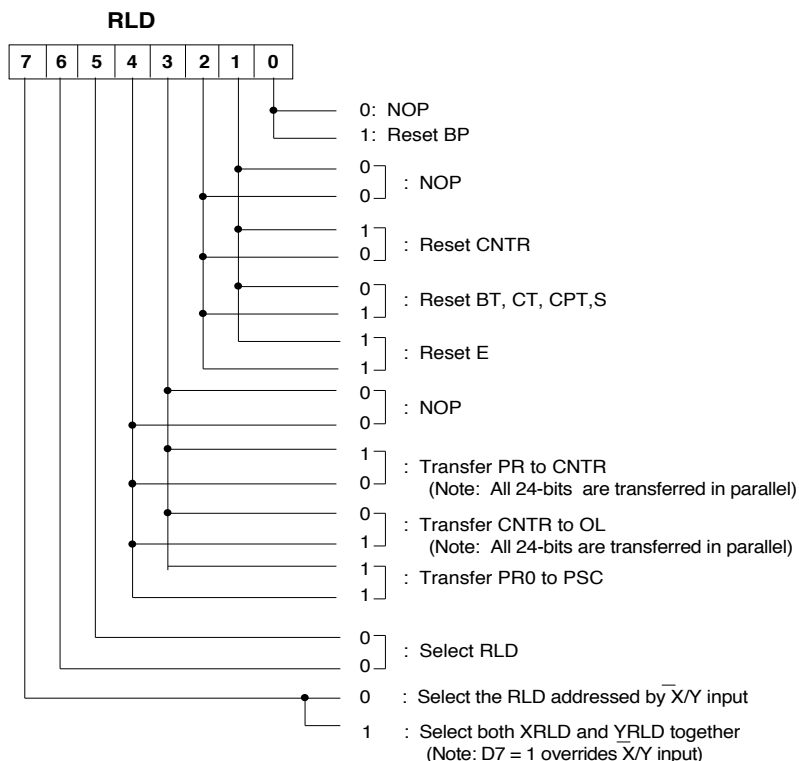 RLD
7 6 5 4 3 2 1 0
0: NOP
1: Reset BP
0
0 : NOP
1
0 : Reset CNTR
0
1 : Reset BT, CT, CPT,S
1
1 : Reset E
0
0 : NOP
1
0 : Transfer PR to CNTR
(Note: All 24-bits are transferred in parallel)
0
1 : Transfer CNTR to OL
(Note: All 24-bits are transferred in parallel)
1
1 : Transfer PR0 to PSC
0
0 : Select RLD
0 : Select the RLD addressed by X̅/Y input
1 : Select both XRLD and YRLD together
(Note: D7 = 1 overrides X̅/Y input)